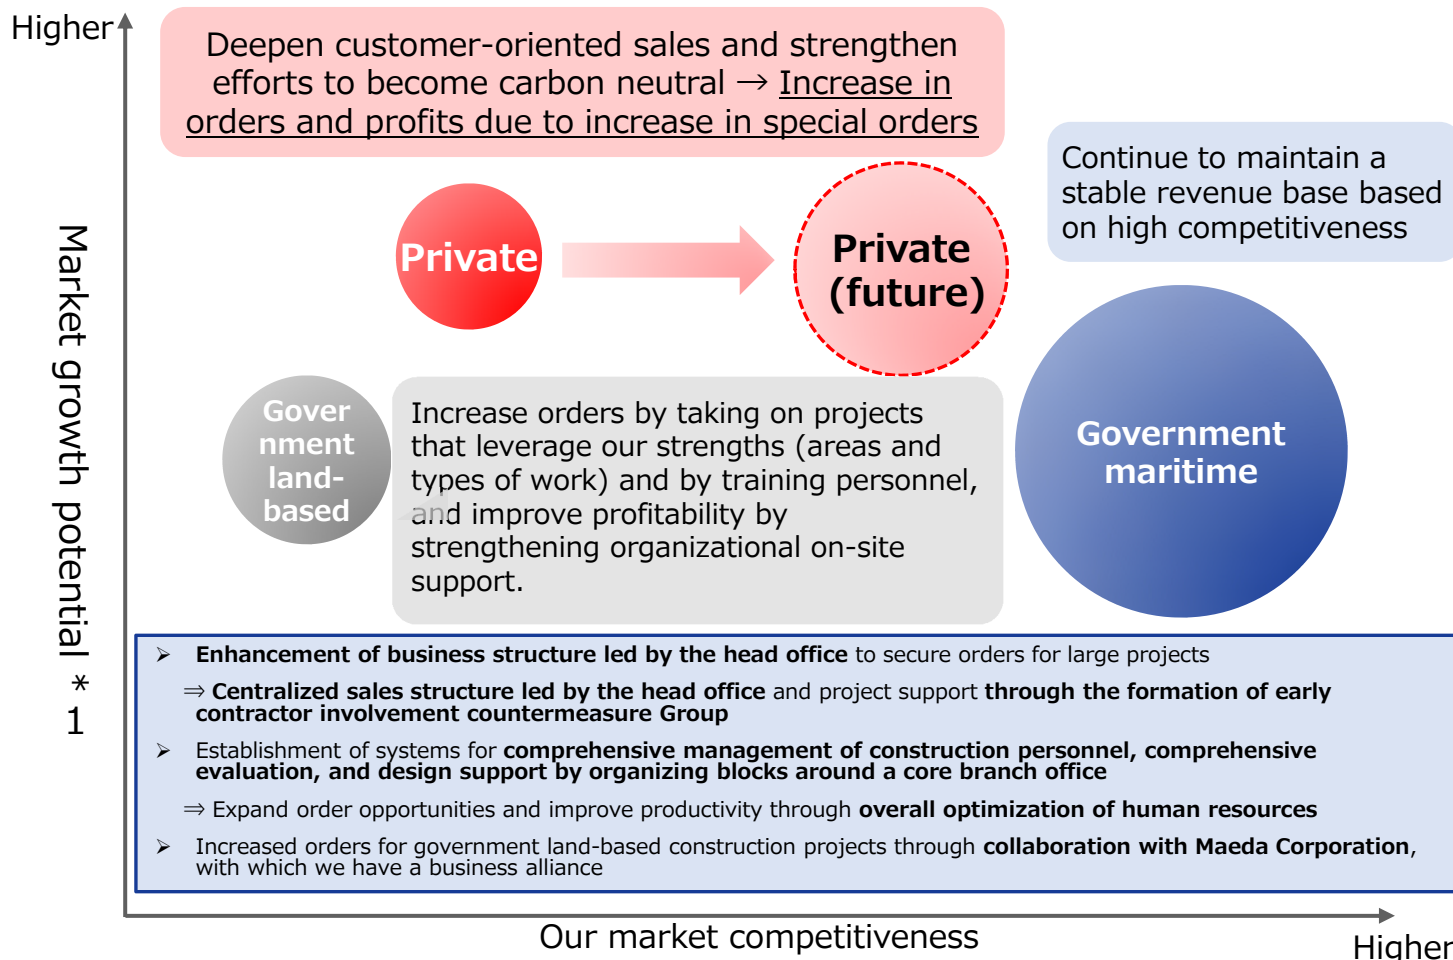 Higher
Deepen customer-oriented sales and strengthen
efforts to become carbon neutral → Increase in
orders and profits due to increase in special orders
Continue to maintain a
stable revenue base based
on high competitiveness
Private
Private
(future)
Market growth potential *1
Gover
nment
land-
based
Increase orders by taking on projects
that leverage our strengths (areas and
types of work) and by training personnel,
and improve profitability by
strengthening organizational on-site
support.
Government
maritime
➢ Enhancement of business structure led by the head office to secure orders for large projects
⇒ Centralized sales structure led by the head office and project support through the formation of early
contractor involvement countermeasure Group
➢ Establishment of systems for comprehensive management of construction personnel, comprehensive
evaluation, and design support by organizing blocks around a core branch office
⇒ Expand order opportunities and improve productivity through overall optimization of human resources
➢ Increased orders for government land-based construction projects through collaboration with Maeda Corporation,
with which we have a business alliance
Our market competitiveness
Higher